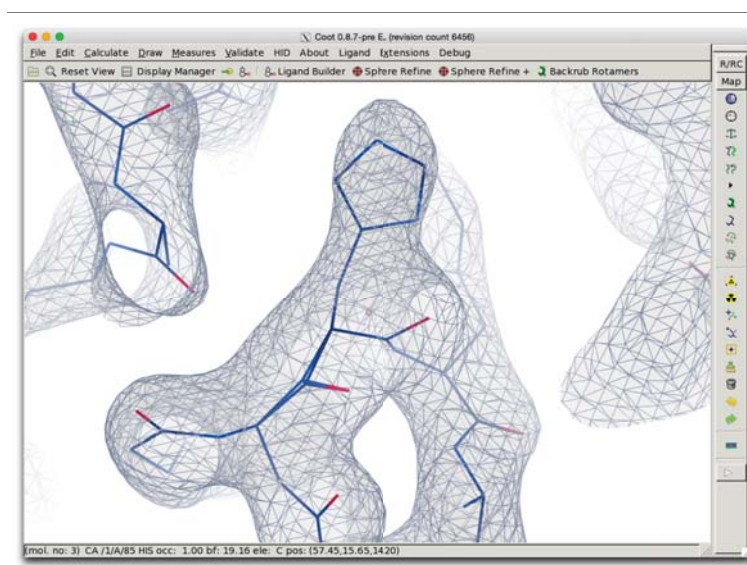 Coot 0.8.7-pre EL (revision count 6456)
File Edit Calculate Draw Measures Validate HID About Ligand Extensions Debug
Reset View Display Manager Ligand Builder Sphere Refine Sphere Refine + Backrub Rotamers
R/RC
Map
(mol. no: 3) CA /1/A/85 HIS occ: 1.00 bf: 19.16 ele: C pos: (57.45,15.65,1420)